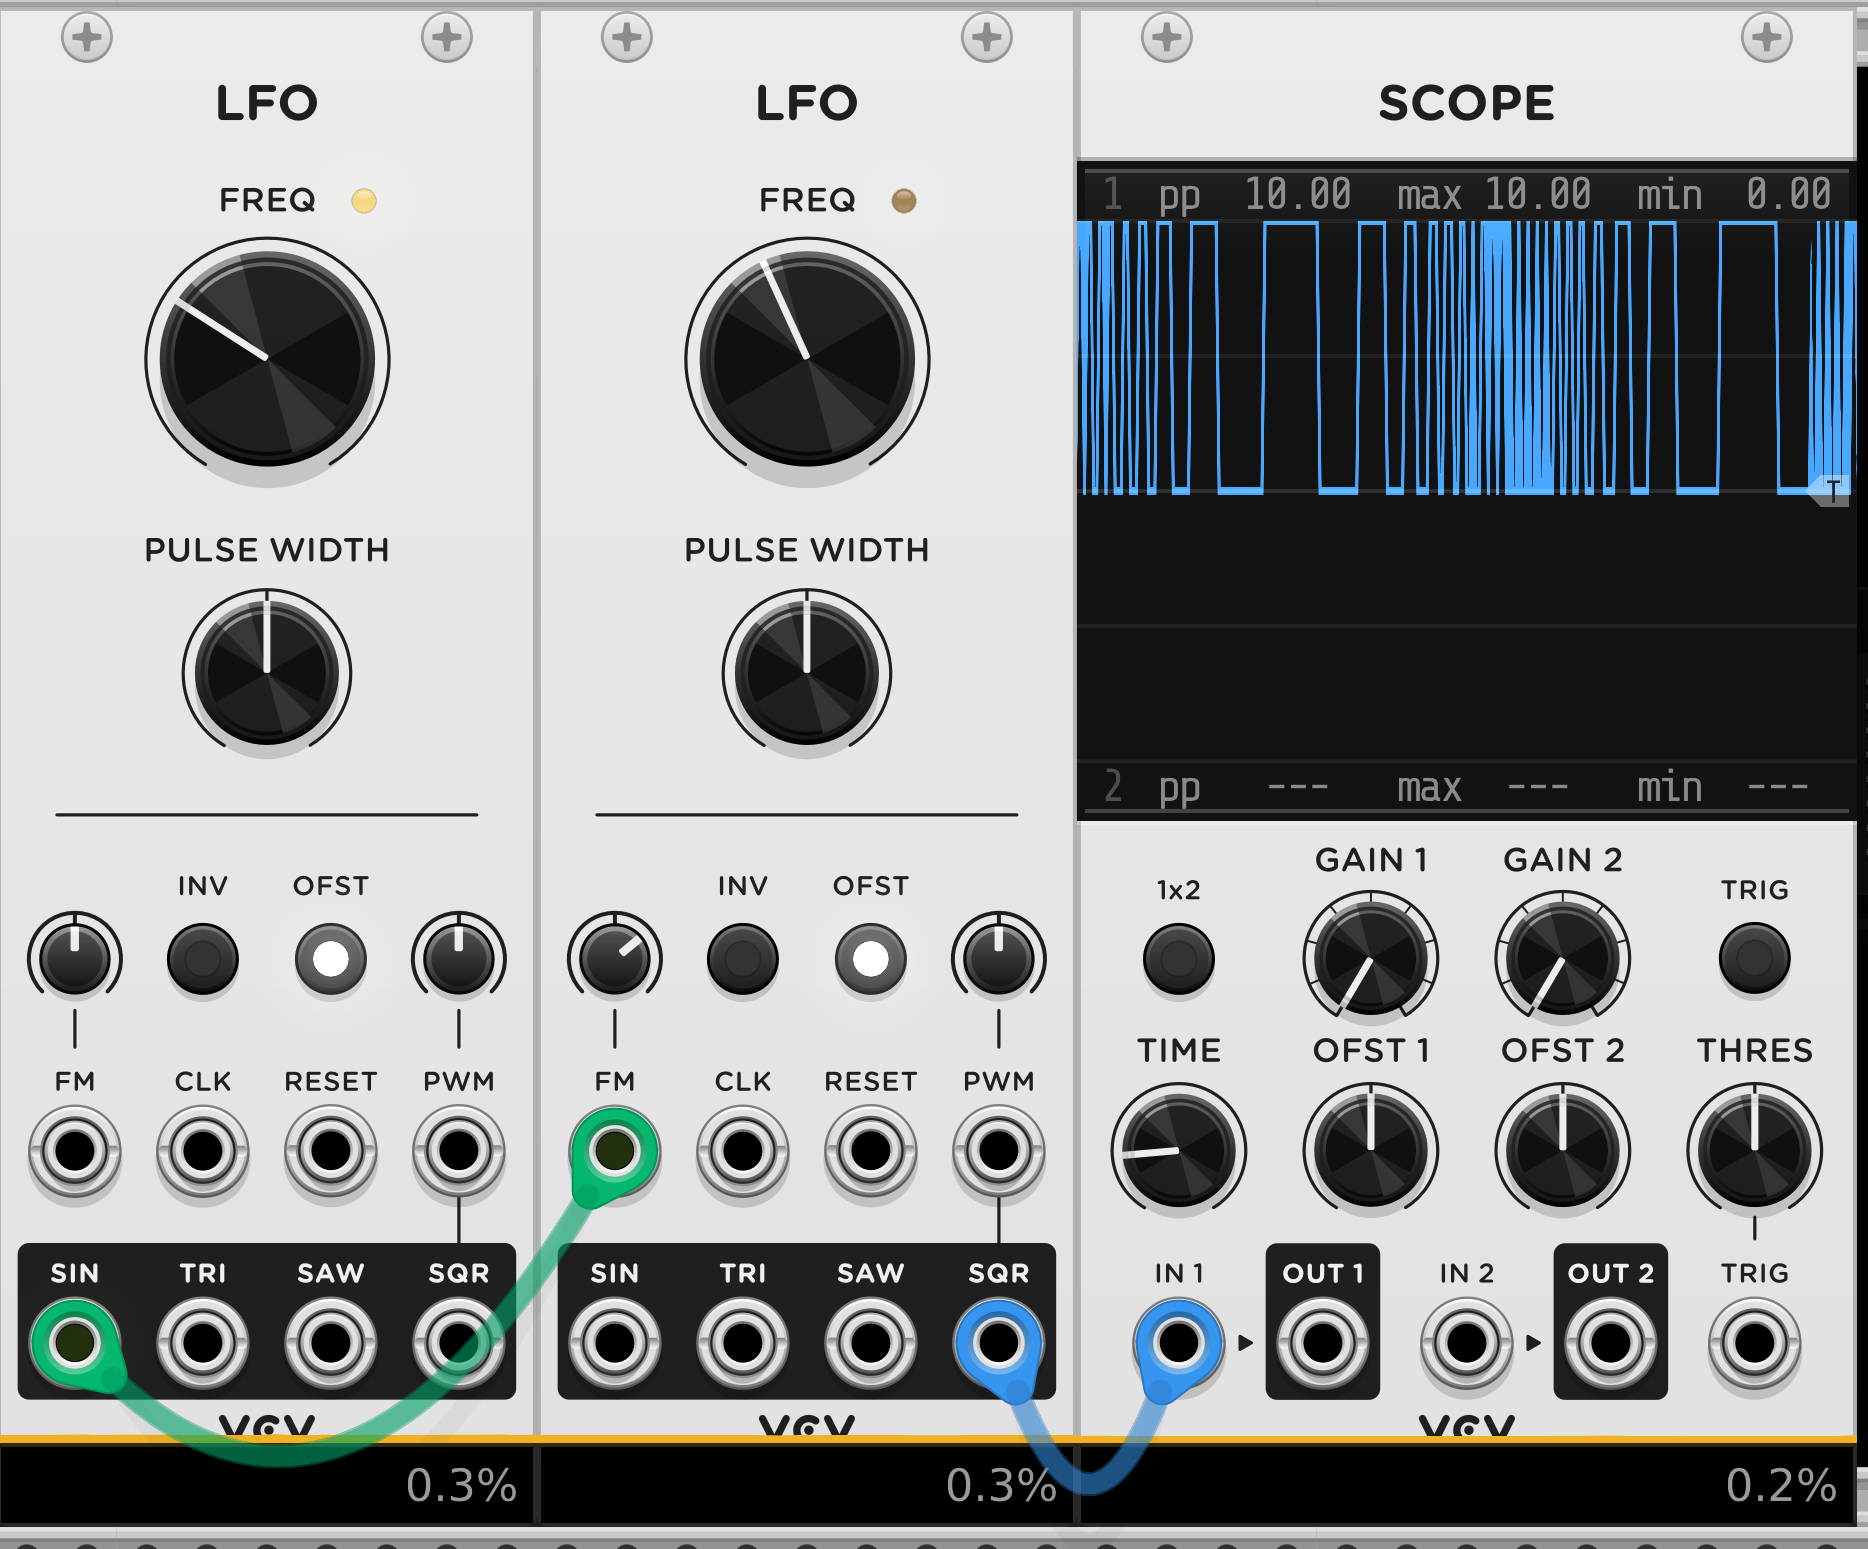 LFO LFO SCOPE
FREQ FREQ
1 pp 10.00 max 10.00 min 0.00
T
PULSE WIDTH PULSE WIDTH
2 pp --- max --- min ---
GAIN 1 GAIN 2
INV OFST INV OFST 1x2 TRIG
TIME OFST 1 OFST 2 THRES
FM CLK RESET PWM FM CLK RESET PWM
SIN TRI SAW SQR SIN TRI SAW SQR IN 1 OUT 1 IN 2 OUT 2 TRIG
VCV VCV VCV
0.3% 0.3% 0.2%